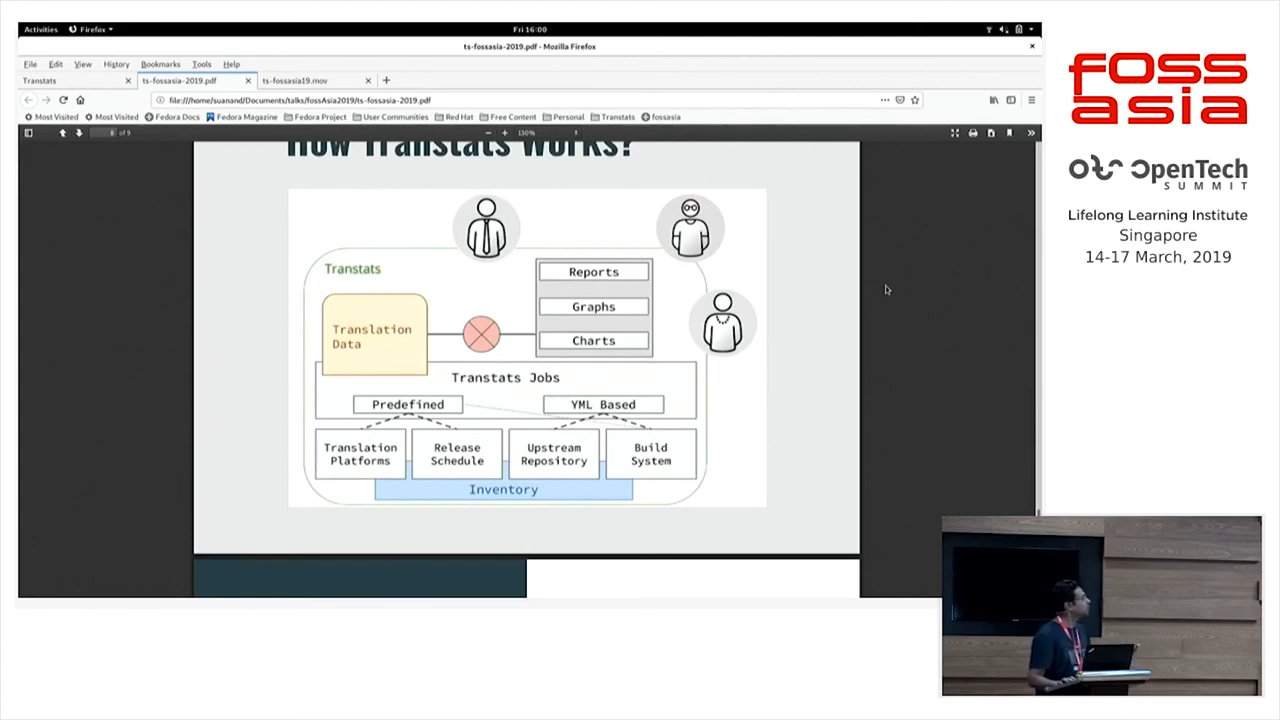 Activities Firefox Fri 16:00
ts-fossasia-2019.pdf - Mozilla Firefox
File Edit View History Bookmarks Tools Help
Transtats ts-fossasia-2019.pdf ts-fossasia19.mov
file:///home/suanand/Documents/talks/fossAsia2019/ts-fossasia-2019.pdf
Most Visited Most Visited Fedora Docs Fedora Magazine Fedora Project User Communities Red Hat Free Content Personal Transtats fossasia
8 of 9 130%
How Transtats Works?
Transtats
Reports
Graphs
Charts
Translation
Data
Transtats Jobs
Predefined YML Based
Translation
Platforms
Release
Schedule
Upstream
Repository
Build
System
Inventory
foss
asia
OpenTech
SUMMIT
Lifelong Learning Institute
Singapore
14-17 March, 2019